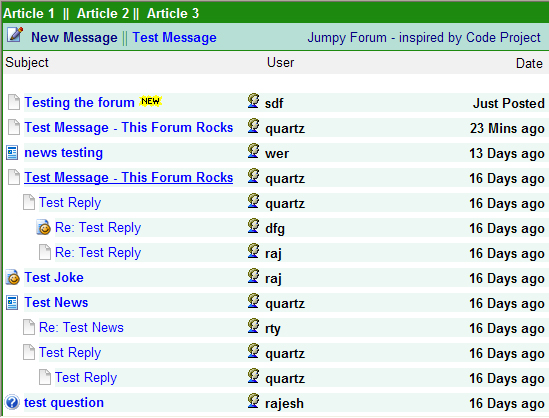 Article 1 || Article 2 || Article 3
New Message || Test Message Jumpy Forum - inspired by Code Project
Subject User Date
Testing the forum NEW sdf Just Posted
Test Message - This Forum Rocks quartz 23 Mins ago
news testing wer 13 Days ago
Test Message - This Forum Rocks quartz 16 Days ago
Test Reply quartz 16 Days ago
Re: Test Reply dfg 16 Days ago
Re: Test Reply raj 16 Days ago
Test Joke raj 16 Days ago
Test News quartz 16 Days ago
Re: Test News rty 16 Days ago
Test Reply quartz 16 Days ago
Test Reply quartz 16 Days ago
test question rajesh 16 Days ago